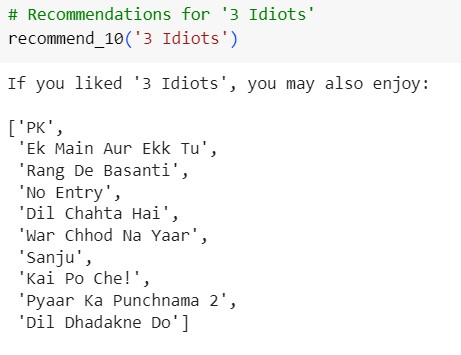 # Recommendations for '3 Idiots'
recommend_10('3 Idiots')
If you liked '3 Idiots', you may also enjoy:
['PK',
'Ek Main Aur Ekk Tu',
'Rang De Basanti',
'No Entry',
'Dil Chahta Hai',
'War Chhod Na Yaar',
'Sanju',
'Kai Po Che!',
'Pyaar Ka Punchnama 2',
'Dil Dhadakne Do']